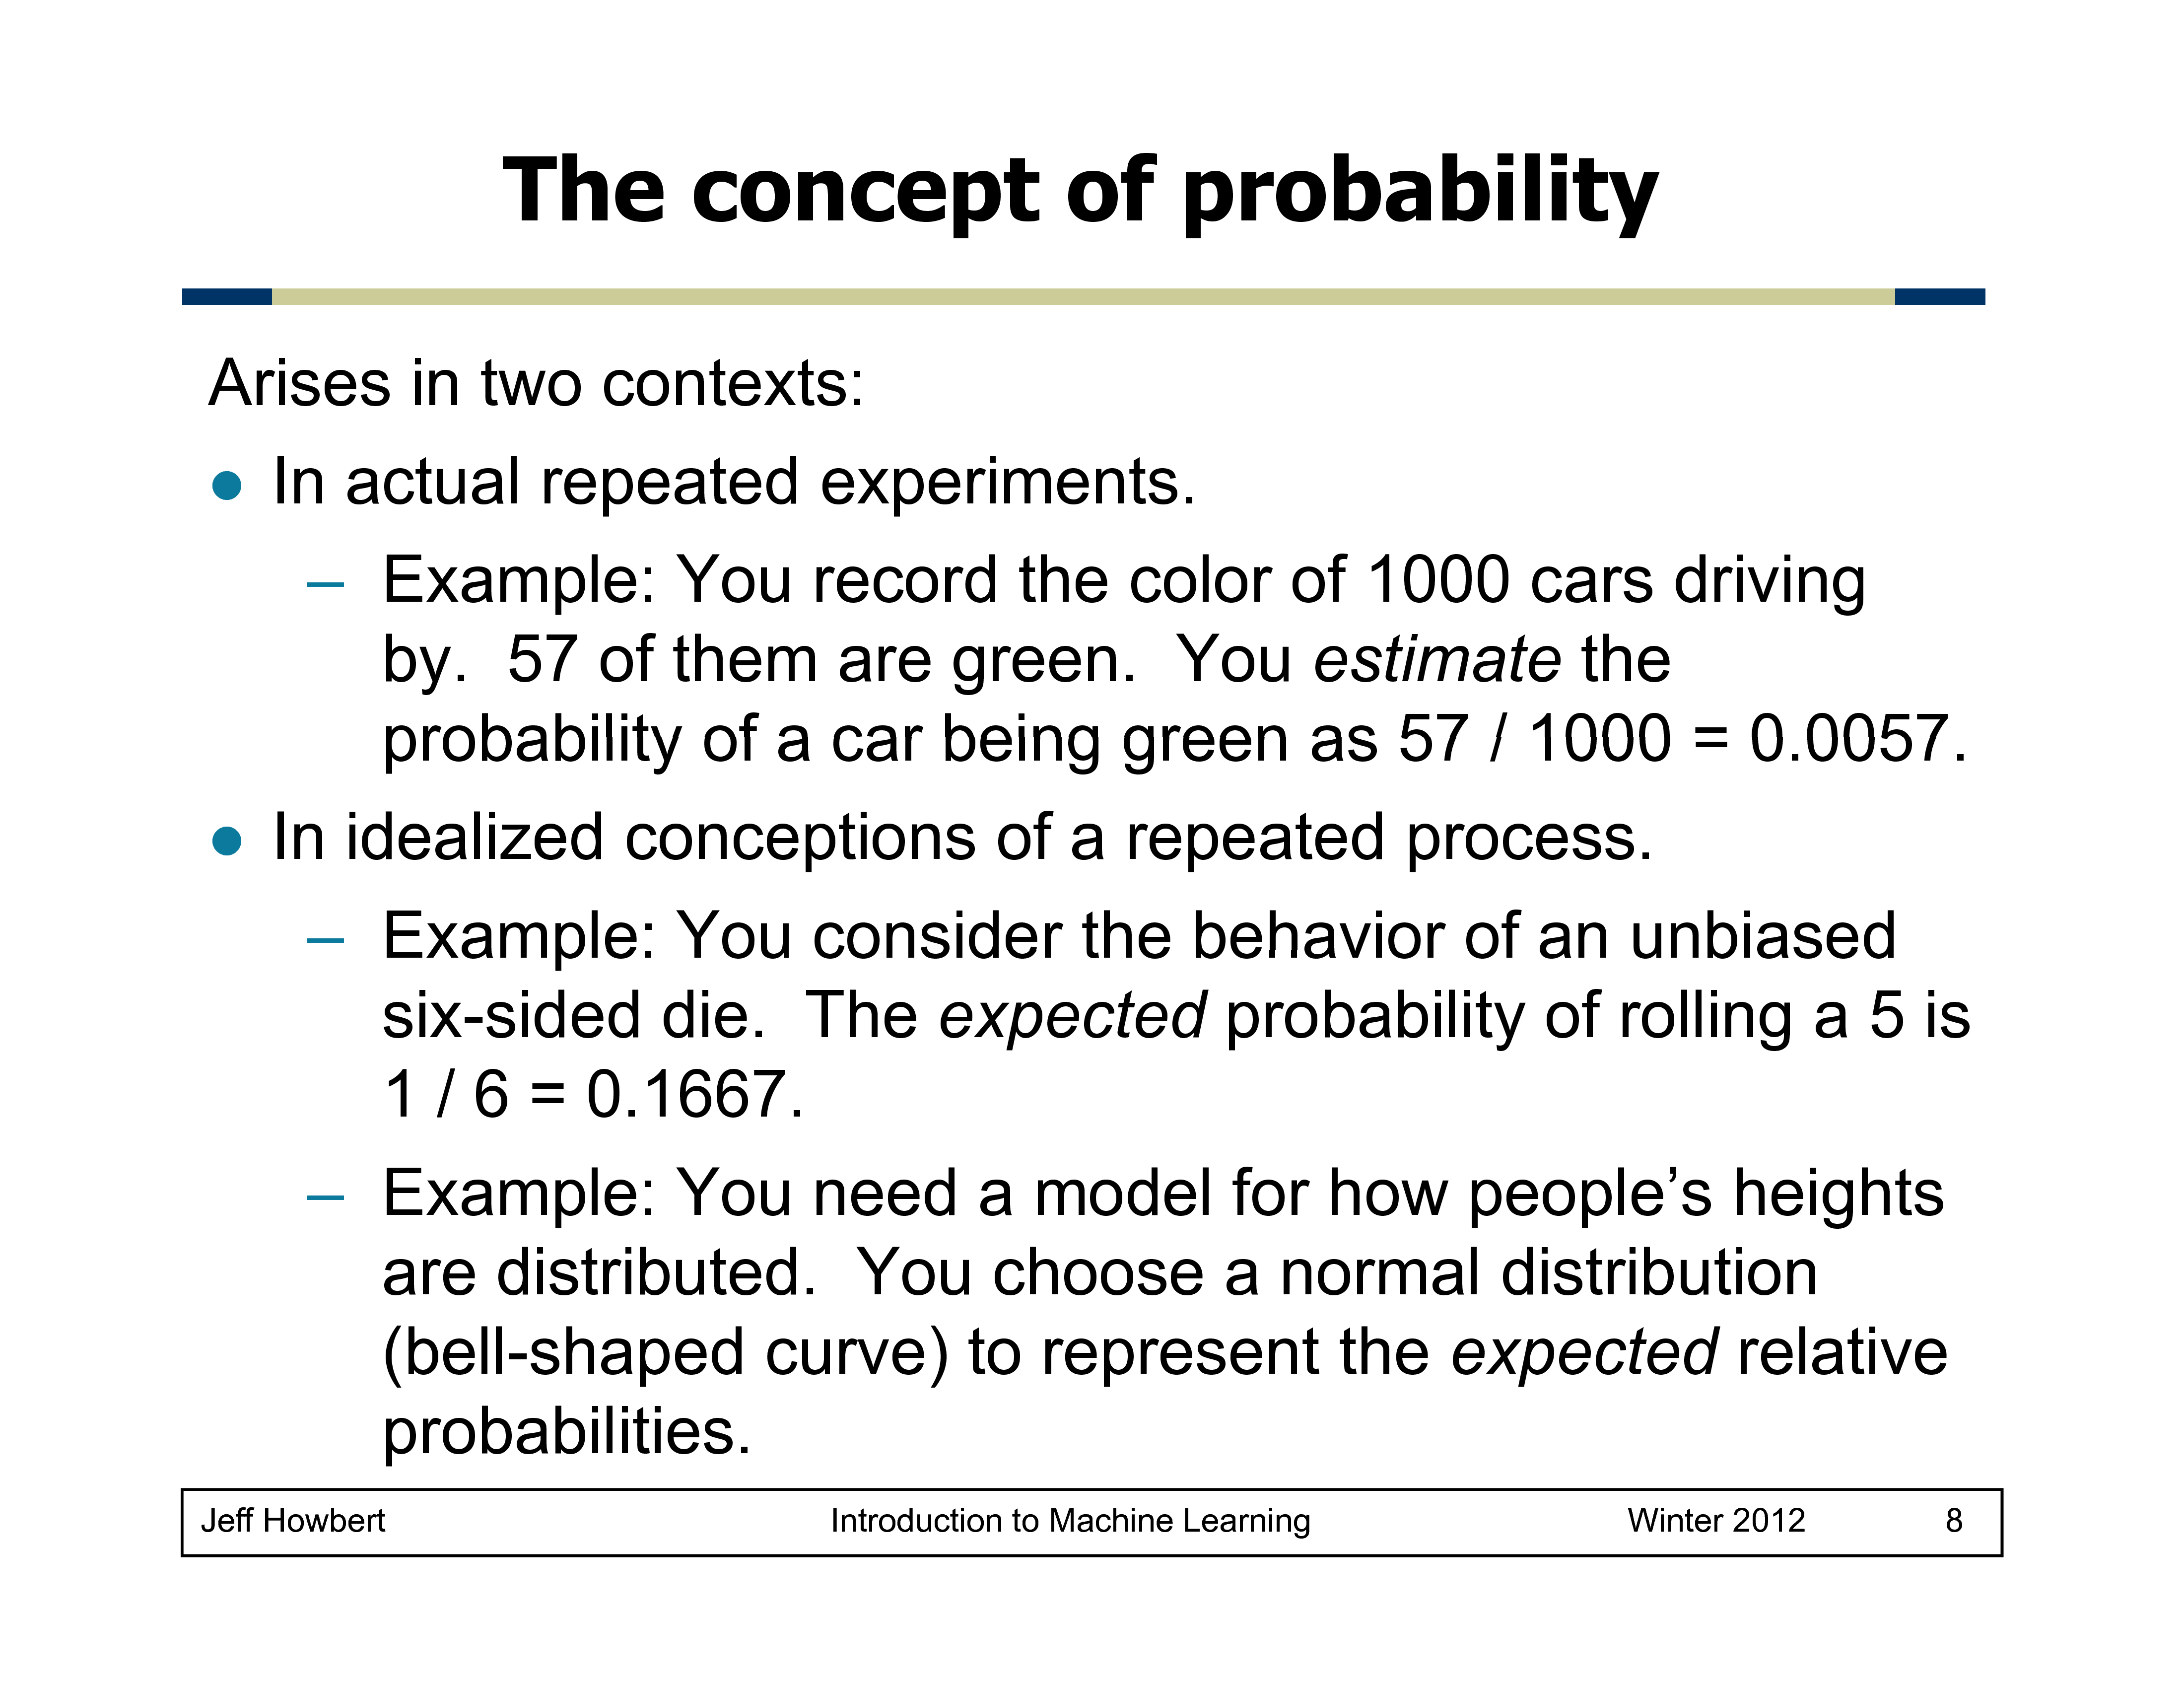 The concept of probability
Arises in two contexts:
● In actual repeated experiments.
– Example: You record the color of 1000 cars driving
by.  57 of them are green.  You estimate the
probability of a car being green as 57 / 1000 = 0.0057.
● In idealized conceptions of a repeated process.
– Example: You consider the behavior of an unbiased
six-sided die.  The expected probability of rolling a 5 is
1 / 6 = 0.1667.
– Example: You need a model for how people’s heights
are distributed.  You choose a normal distribution
(bell-shaped curve) to represent the expected relative
probabilities.
Jeff Howbert Introduction to Machine Learning Winter 2012 8